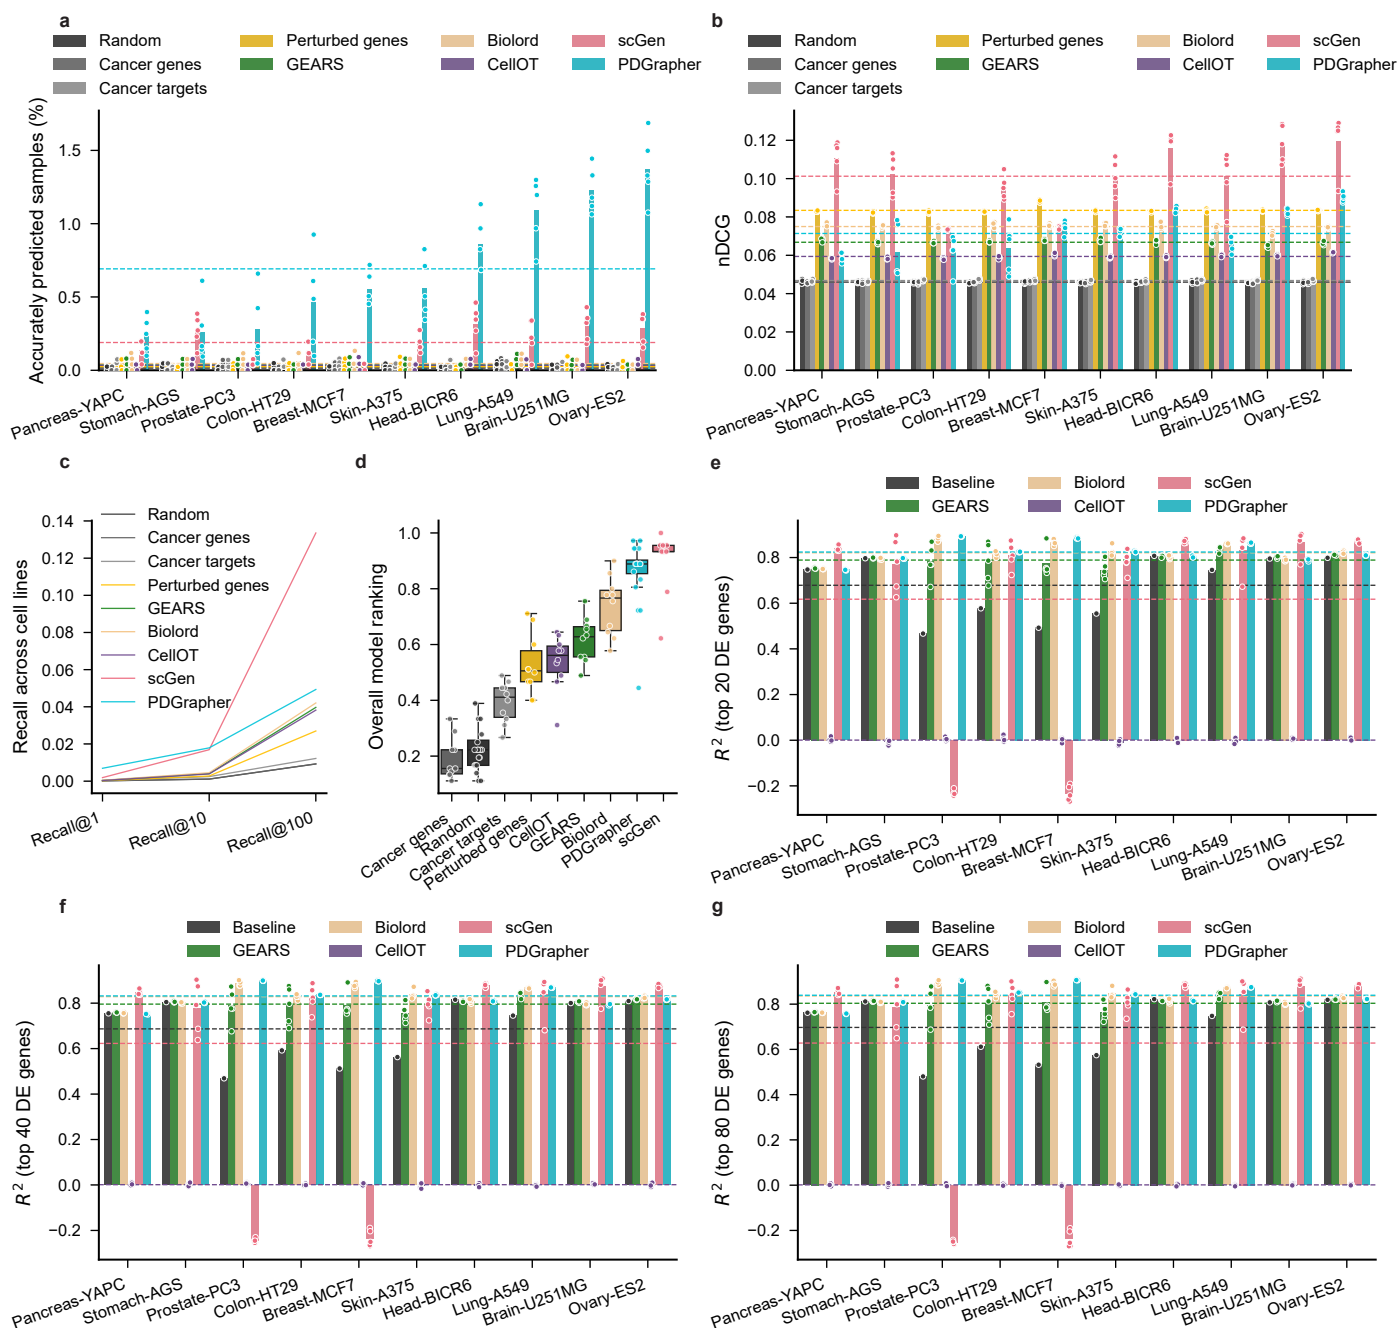 a
Random
Cancer genes
Cancer targets
Perturbed genes
GEARS
Biolord
CellOT
scGen
PDGrapher
Accurately predicted samples (%)
1.5
1.0
0.5
0.0
Pancreas-YAPC
Stomach-AGS
Prostate-PC3
Colon-HT29
Breast-MCF7
Skin-A375
Head-BICR6
Lung-A549
Brain-U251MG
Ovary-ES2
b
Random
Cancer genes
Cancer targets
Perturbed genes
GEARS
Biolord
CellOT
scGen
PDGrapher
nDCG
0.12
0.10
0.08
0.06
0.04
0.02
0.00
Pancreas-YAPC
Stomach-AGS
Prostate-PC3
Colon-HT29
Breast-MCF7
Skin-A375
Head-BICR6
Lung-A549
Brain-U251MG
Ovary-ES2
c
Recall across cell lines
0.14
0.12
0.10
0.08
0.06
0.04
0.02
0.00
Random
Cancer genes
Cancer targets
Perturbed genes
GEARS
Biolord
CellOT
scGen
PDGrapher
Recall@1
Recall@10
Recall@100
d
Overall model ranking
1.0
0.8
0.6
0.4
0.2
Cancer genes
Random
Cancer targets
Perturbed genes
CellOT
GEARS
Biolord
PDGrapher
scGen
e
Baseline
GEARS
Biolord
CellOT
scGen
PDGrapher
R² (top 20 DE genes)
0.8
0.6
0.4
0.2
0.0
−0.2
Pancreas-YAPC
Stomach-AGS
Prostate-PC3
Colon-HT29
Breast-MCF7
Skin-A375
Head-BICR6
Lung-A549
Brain-U251MG
Ovary-ES2
f
Baseline
GEARS
Biolord
CellOT
scGen
PDGrapher
R² (top 40 DE genes)
0.8
0.6
0.4
0.2
0.0
−0.2
Pancreas-YAPC
Stomach-AGS
Prostate-PC3
Colon-HT29
Breast-MCF7
Skin-A375
Head-BICR6
Lung-A549
Brain-U251MG
Ovary-ES2
g
Baseline
GEARS
Biolord
CellOT
scGen
PDGrapher
R² (top 80 DE genes)
0.8
0.6
0.4
0.2
0.0
−0.2
Pancreas-YAPC
Stomach-AGS
Prostate-PC3
Colon-HT29
Breast-MCF7
Skin-A375
Head-BICR6
Lung-A549
Brain-U251MG
Ovary-ES2